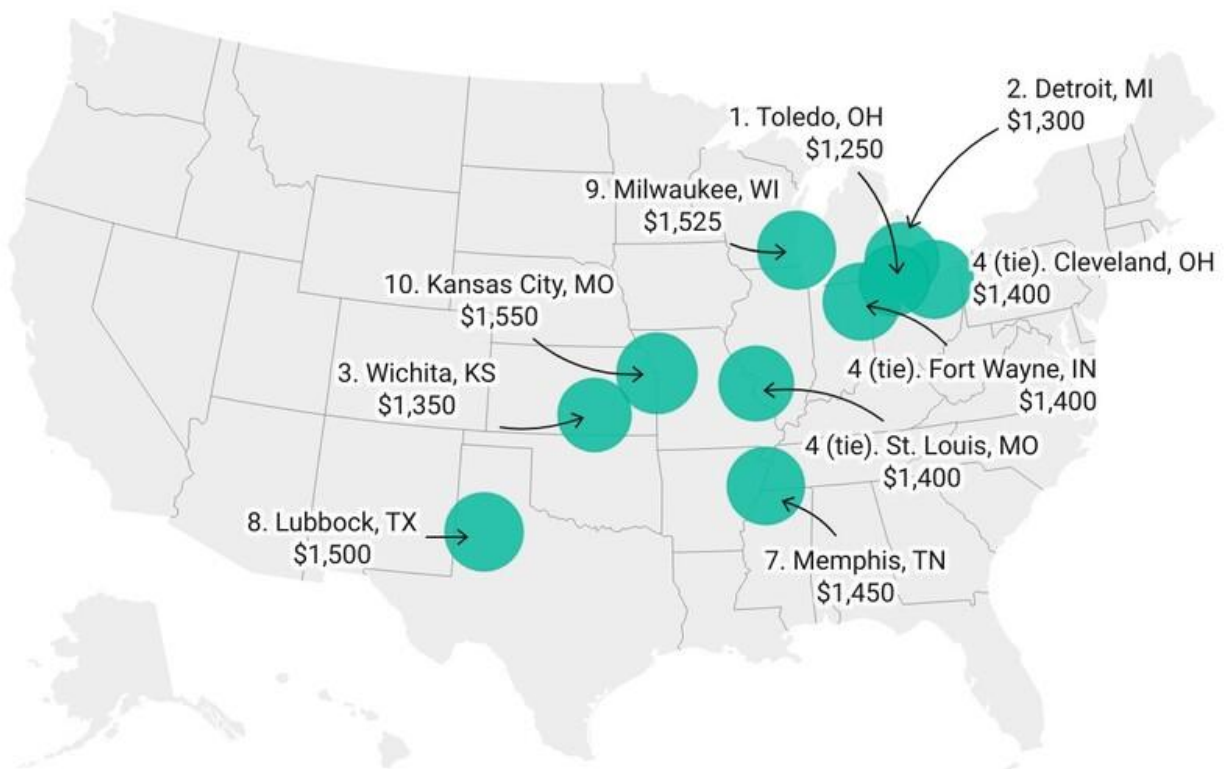 2. Detroit, MI
$1,300
1. Toledo, OH
$1,250
9. Milwaukee, WI
$1,525
4 (tie). Cleveland, OH
$1,400
10. Kansas City, MO
$1,550
3. Wichita, KS
$1,350
4 (tie). Fort Wayne, IN
$1,400
4 (tie). St. Louis, MO
$1,400
8. Lubbock, TX
$1,500
7. Memphis, TN
$1,450